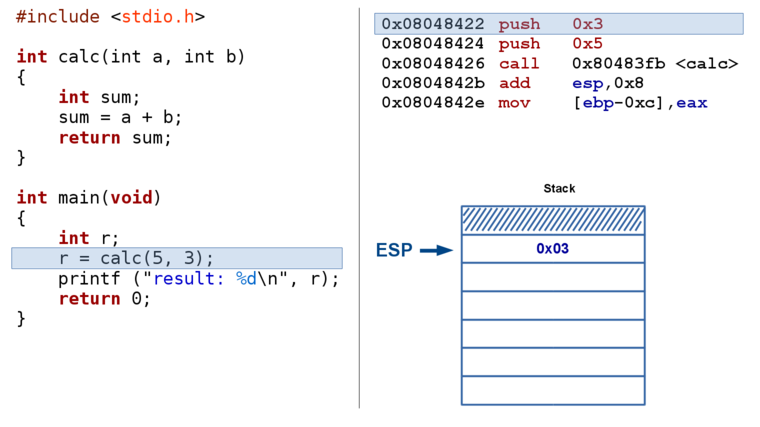 #include <stdio.h>
int calc(int a, int b)
{
    int sum;
    sum = a + b;
    return sum;
}
int main(void)
{
    int r;
    r = calc(5, 3);
    printf ("result: %d\n", r);
    return 0;
}
0x08048422 push 0x3
0x08048424 push 0x5
0x08048426 call 0x80483fb <calc>
0x0804842b add esp,0x8
0x0804842e mov [ebp-0xc],eax
Stack
ESP
0x03